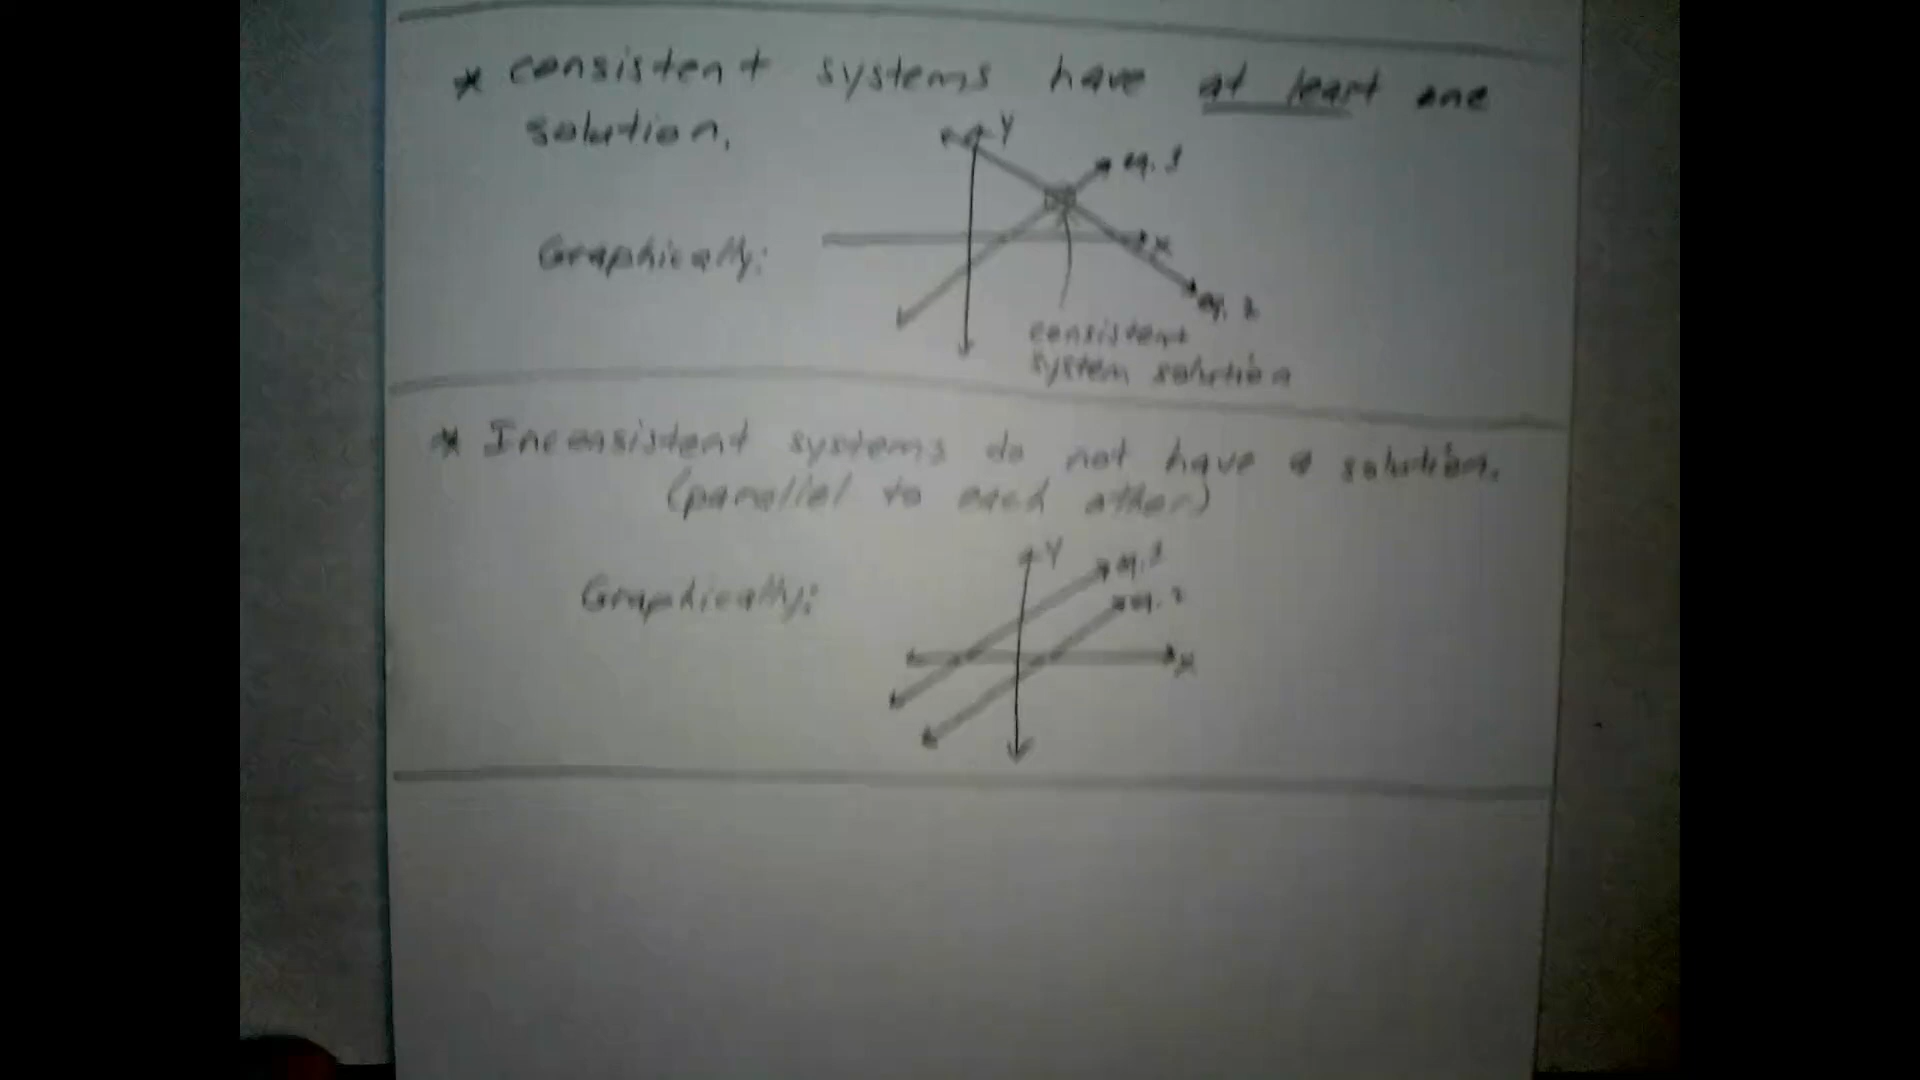 * consistent systems have at least one
solution.
Y
eq. 1
Graphically:
x
eq. 2
consistent
system solution
* Inconsistent systems do not have a solution.
(parallel to each other)
Y
eq. 1
eq. 2
Graphically:
x